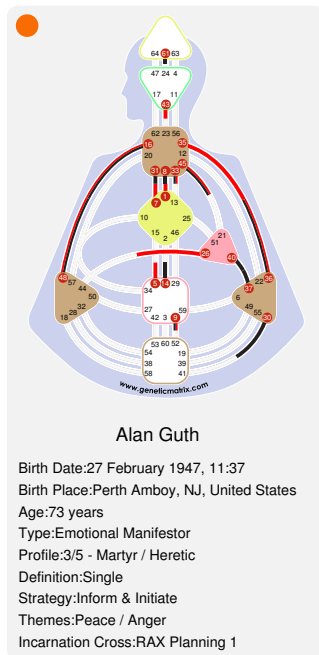 64 61 63
47 24 4
17 11
43
62 23 56
16 35
20 12
45
31 8 33
7 1 13
10 25
15 46
2
21
51
26 40
48 57 44 50
32
28
18
36
22
37
6
49
55
30
5 14 29
34
27 59
42 3 9
53 60 52
54 19
38 39
58 41
www.geneticmatrix.com
Alan Guth
Birth Date:27 February 1947, 11:37
Birth Place:Perth Amboy, NJ, United States
Age:73 years
Type:Emotional Manifestor
Profile:3/5 - Martyr / Heretic
Definition:Single
Strategy:Inform & Initiate
Themes:Peace / Anger
Incarnation Cross:RAX Planning 1